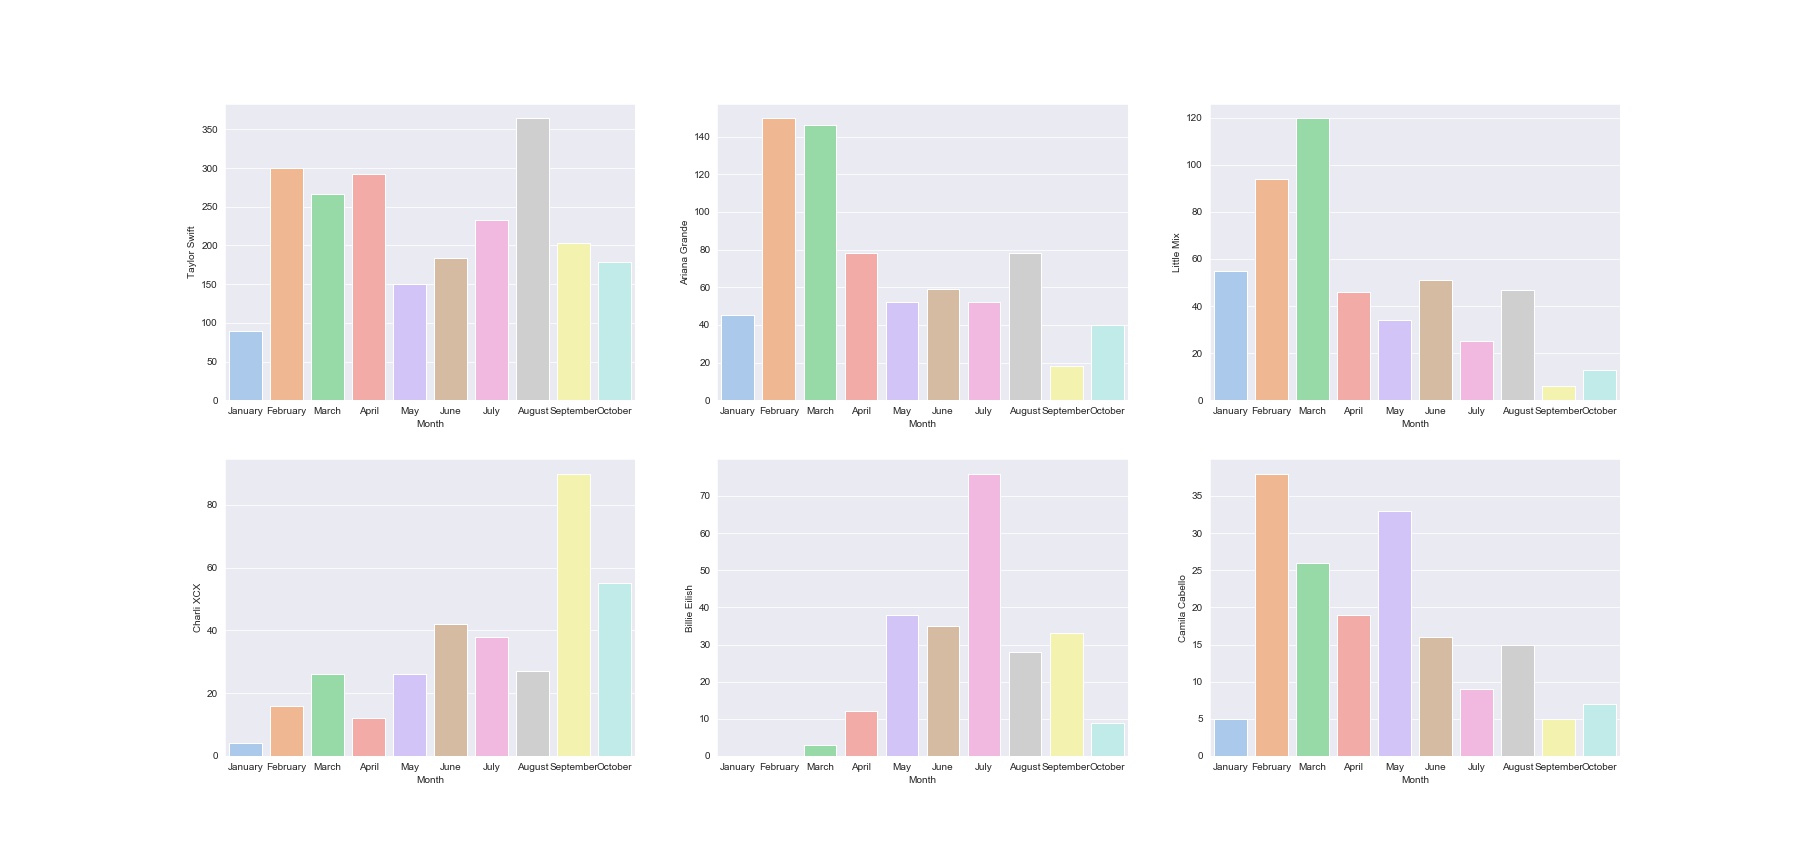 Taylor Swift
350
300
250
200
150
100
50
0
January February March April May June July August September October
Month
Ariana Grande
140
120
100
80
60
40
20
0
January February March April May June July August September October
Month
Little Mix
120
100
80
60
40
20
0
January February March April May June July August September October
Month
Charli XCX
80
60
40
20
0
January February March April May June July August September October
Month
Billie Eilish
70
60
50
40
30
20
10
0
January February March April May June July August September October
Month
Camila Cabello
35
30
25
20
15
10
5
0
January February March April May June July August September October
Month